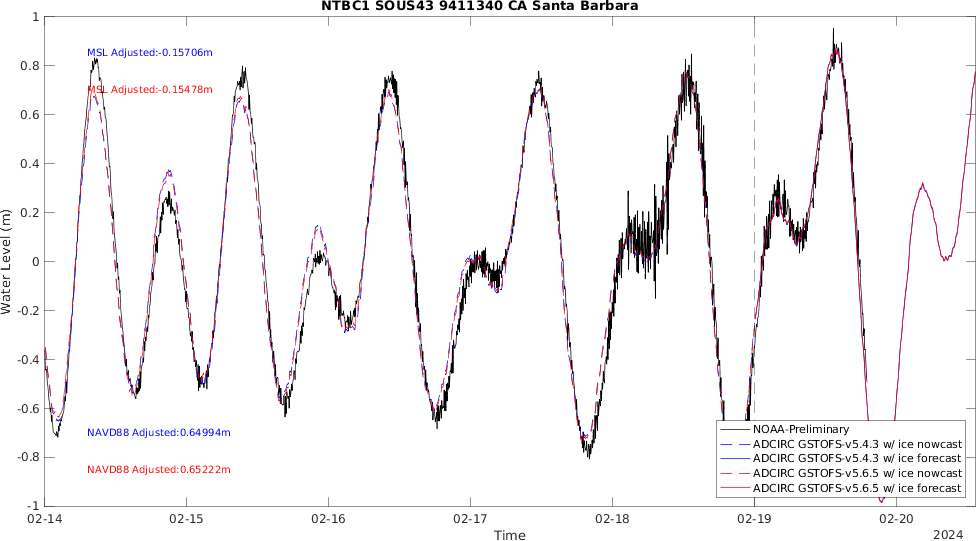 NTBC1 SOUS43 9411340 CA Santa Barbara
1
0.8
0.6
0.4
0.2
0
-0.2
-0.4
-0.6
-0.8
-1
Water Level (m)
MSL Adjusted:-0.15706m
MSL Adjusted:-0.15478m
NAVD88 Adjusted:0.64994m
NAVD88 Adjusted:0.65222m
NOAA-Preliminary
ADCIRC GSTOFS-v5.4.3 w/ ice nowcast
ADCIRC GSTOFS-v5.4.3 w/ ice forecast
ADCIRC GSTOFS-v5.6.5 w/ ice nowcast
ADCIRC GSTOFS-v5.6.5 w/ ice forecast
02-14 02-15 02-16 02-17 02-18 02-19 02-20
Time
2024